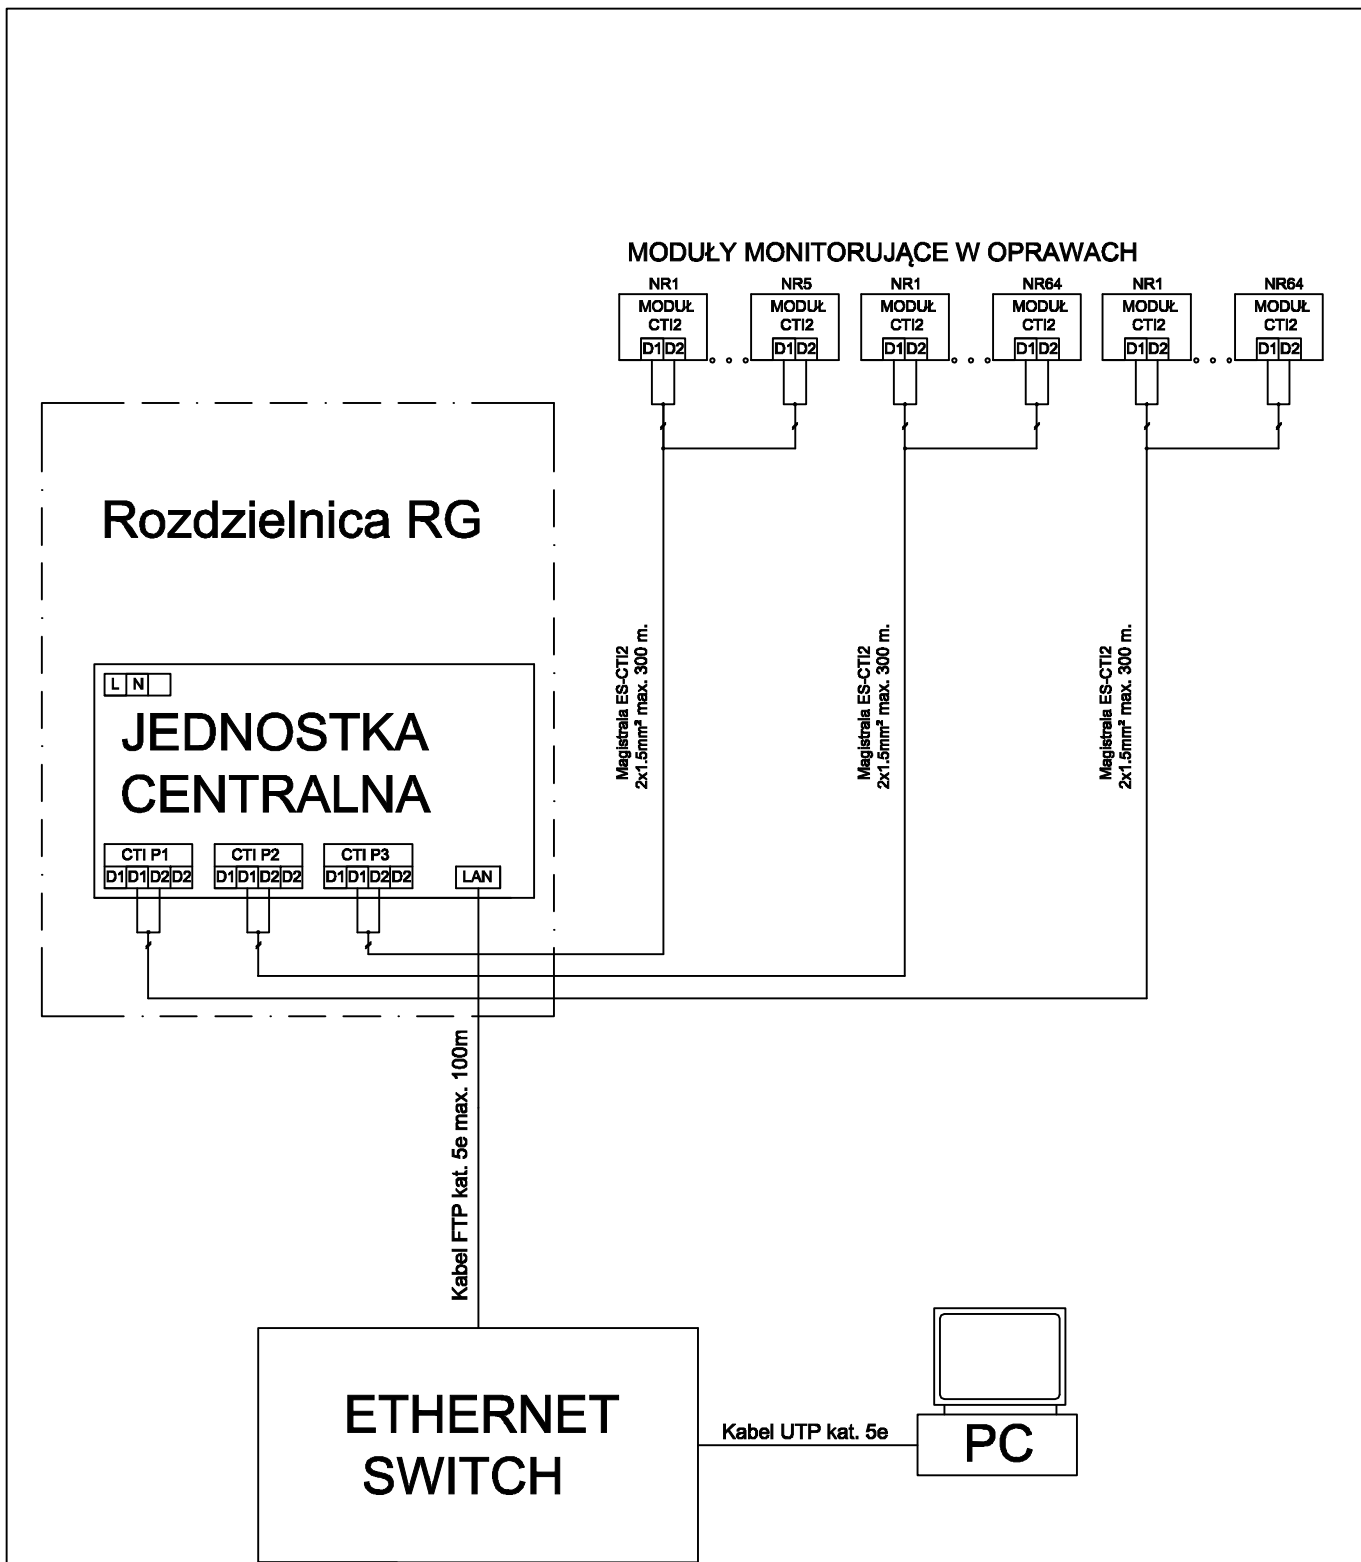 MODUŁY MONITORUJĄCE W OPRAWACH
NR1 NR5 NR1 NR64 NR1 NR64
MODUŁ MODUŁ MODUŁ MODUŁ MODUŁ MODUŁ
CTI2 CTI2 CTI2 CTI2 CTI2 CTI2
D1 D2 D1 D2 D1 D2 D1 D2 D1 D2 D1 D2
Rozdzielnica RG
Magistrala ES-CTI2
2x1.5mm² max. 300 m.
Magistrala ES-CTI2
2x1.5mm² max. 300 m.
Magistrala ES-CTI2
2x1.5mm² max. 300 m.
L N
JEDNOSTKA
CENTRALNA
CTI P1 CTI P2 CTI P3
D1 D1 D2 D2 D1 D1 D2 D2 D1 D1 D2 D2 LAN
Kabel FTP kat. 5e max. 100m
ETHERNET
SWITCH
Kabel UTP kat. 5e
PC